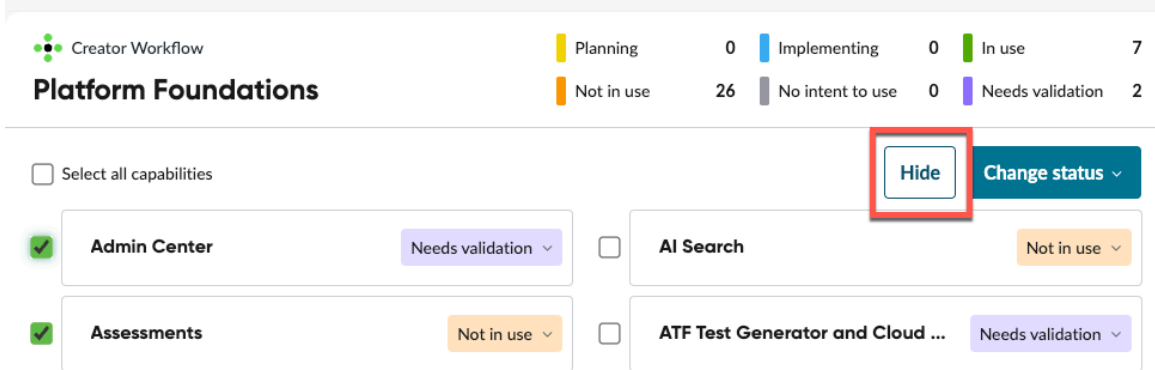 Creator Workflow
Platform Foundations
Planning 0 Implementing 0 In use 7
Not in use 26 No intent to use 0 Needs validation 2
Select all capabilities Hide Change status
Admin Center Needs validation AI Search Not in use
Assessments Not in use ATF Test Generator and Cloud ... Needs validation